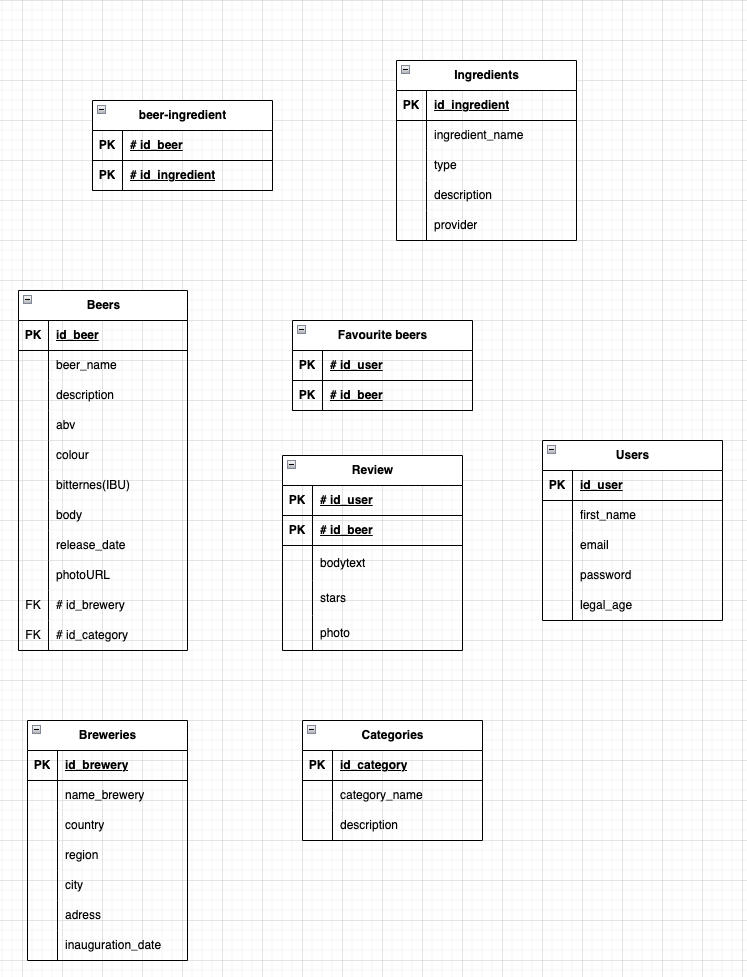 Ingredients
PK id_ingredient
ingredient_name
type
description
provider
beer-ingredient
PK # id_beer
PK # id_ingredient
Beers
PK id_beer
beer_name
description
abv
colour
bitternes(IBU)
body
release_date
photoURL
FK # id_brewery
FK # id_category
Favourite beers
PK # id_user
PK # id_beer
Review
PK # id_user
PK # id_beer
bodytext
stars
photo
Users
PK id_user
first_name
email
password
legal_age
Breweries
PK id_brewery
name_brewery
country
region
city
adress
inauguration_date
Categories
PK id_category
category_name
description